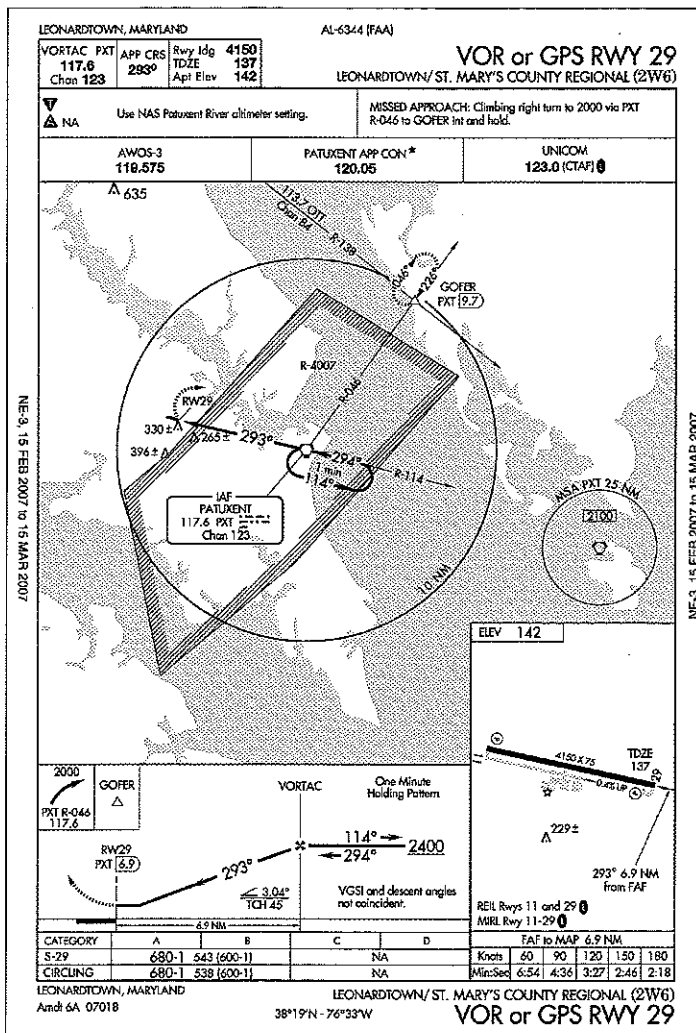 LEONARDTOWN, MARYLAND
AL-6344 (FAA)
VORTAC PXT
117.6
Chan 123
APP CRS
293°
Rwy ldg 4150
TDZE 137
Apt Elev 142
VOR or GPS RWY 29
LEONARDTOWN/ ST. MARY'S COUNTY REGIONAL (2W6)
T
A NA
Use NAS Patuxent River altimeter setting.
MISSED APPROACH: Climbing right turn to 2000 via PXT
R-046 to GOFER Int and hold.
AWOS-3
118.575
PATUXENT APP CON *
120.05
UNICOM
123.0 (CTAF) L
635
113.7 OTT
Chan 84
R-138
046°
226°
GOFER
PXT 9.7
R-4007
R-046
RW29
330 ±
265 ±
396 ±
293°
294°
1 min
114°
R-114
IAF
PATUXENT
117.6 PXT
Chan 123
10 NM
MSA PXT 25 NM
2100
NE-3, 15 FEB 2007 to 15 MAR 2007
NE-3, 15 FEB 2007 to 15 MAR 2007
ELEV 142
4150 X 75
0.4% UP
TDZE
137
29
229 ±
293° 6.9 NM
from FAF
REIL Rwys 11 and 29 L
MIRL Rwy 11-29 L
2000
PXT R-046
117.6
GOFER
VORTAC
One Minute
Holding Pattern
RW29
PXT 6.9
293°
114°
294°
2400
3.04°
TCH 45
VGSI and descent angles
not coincident.
6.9 NM
CATEGORY A B C D
S-29 680-1 543 (600-1) NA
CIRCLING 680-1 538 (600-1) NA
FAF to MAP 6.9 NM
Knots 60 90 120 150 180
Min:Sec 6:54 4:36 3:27 2:46 2:18
LEONARDTOWN, MARYLAND
Amdt 6A 07018
38°19'N - 76°33'W
LEONARDTOWN/ ST. MARY'S COUNTY REGIONAL (2W6)
VOR or GPS RWY 29